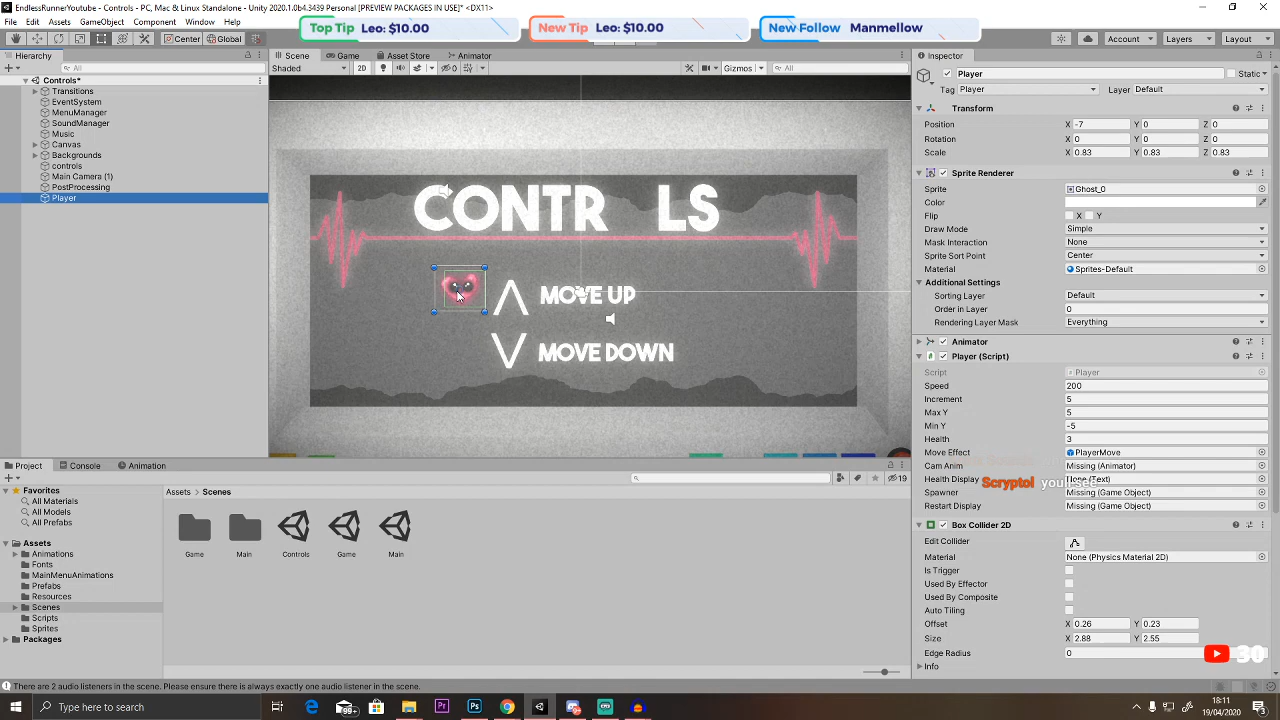 EndlessRunner - Controls - PC, Mac & Linux Standalone - Unity 2020.1.0b4.3439 Personal [PREVIEW PACKAGES IN USE]* <DX11>
Top Tip Leo: $10.00
New Tip Leo: $10.00
New Follow Manmellow
Center Global
Account Layers Layout
Hierarchy
All
Controls*
Transitions
EventSystem
MenuManager
SoundManager
Music
Canvas
Backgrounds
controls
Main Camera (1)
PostProcessing
Player
Scene Game Asset Store Animator
Shaded 2D 0 Gizmos All
CONTR LS
MOVE UP
MOVE DOWN
Inspector
Player Static
Tag Player Layer Default
Transform
Position X -7 Y 0 Z 0
Rotation X 0 Y 0 Z 0
Scale X 0.83 Y 0.83 Z 0.83
Sprite Renderer
Sprite Ghost_0
Color
Flip X Y
Draw Mode Simple
Mask Interaction None
Sprite Sort Point Center
Material Sprites-Default
Additional Settings
Sorting Layer Default
Order in Layer 0
Rendering Layer Mask Everything
Animator
Player (Script)
Script Player
Speed 200
Increment 5
Max Y 5
Min Y -5
Health 3
Move Effect PlayerMove
Cam Anim Missing (Animator)
Health Display (Text)
Scryptol you see
Spawner Missing (Game Object)
Restart Display Missing (Game Object)
Box Collider 2D
Edit Collider
Material None (Physics Material 2D)
Is Trigger
Used By Effector
Used By Composite
Auto Tiling
Offset X 0.26 Y 0.23
Size X 2.88 Y 2.55
Edge Radius 0
30
Info
Project Console Animation
19
Favorites
All Materials
All Models
All Prefabs
Assets
Animations
Fonts
MainMenuAnimations
Prefabs
Resources
Scenes
Scripts
Sprites
Packages
Assets > Scenes
Game Main Controls Game Main
There are 2 audio listeners in the scene. Please ensure there is always exactly one audio listener in the scene.
Type here to search
99+
Pr
Ps
18:11
22/04/2020